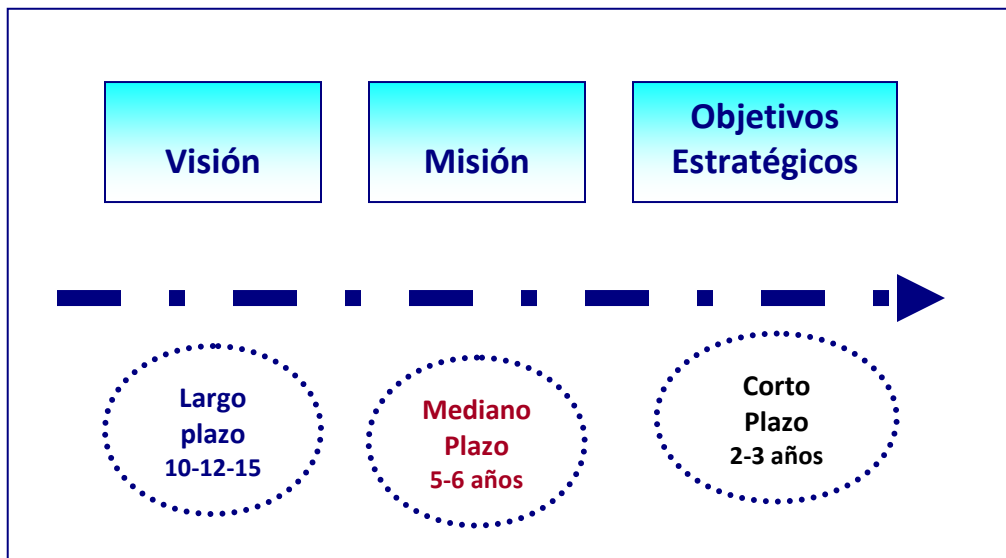 Visión
Misión
Objetivos
Estratégicos
Largo
plazo
10-12-15
Mediano
Plazo
5-6 años
Corto
Plazo
2-3 años